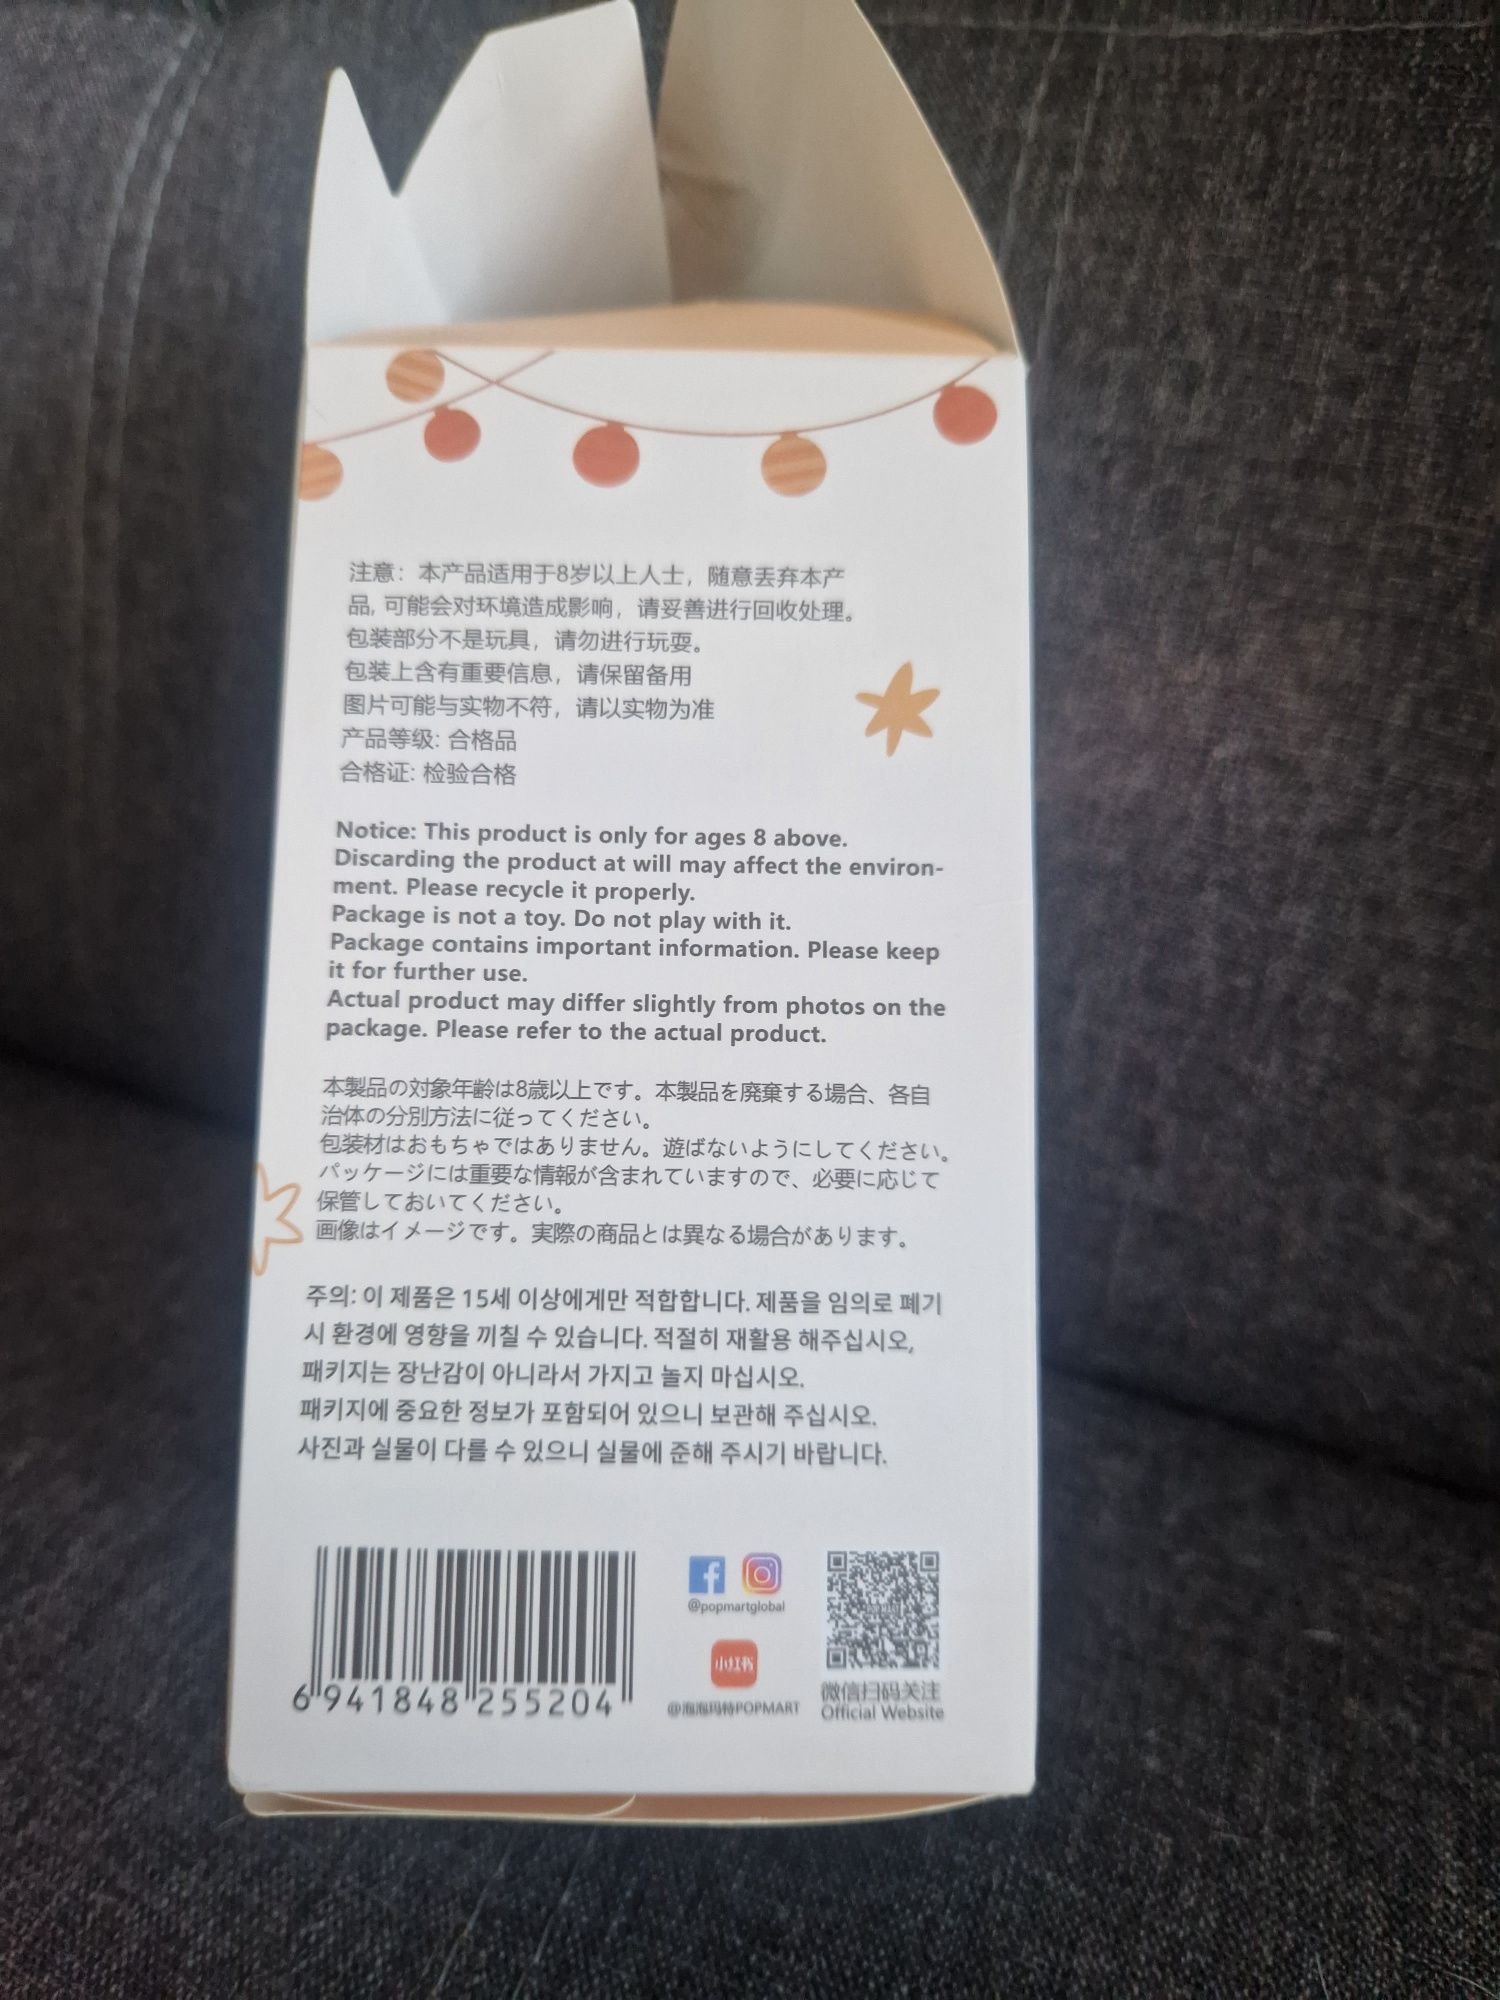 注意：本产品适用于8岁以上人士，随意丢弃本产
品, 可能会对环境造成影响，请妥善进行回收处理。
包装部分不是玩具，请勿进行玩耍。
包装上含有重要信息，请保留备用
图片可能与实物不符，请以实物为准
产品等级: 合格品
合格证: 检验合格
Notice: This product is only for ages 8 above.
Discarding the product at will may affect the environ-
ment. Please recycle it properly.
Package is not a toy. Do not play with it.
Package contains important information. Please keep
it for further use.
Actual product may differ slightly from photos on the
package. Please refer to the actual product.
本製品の対象年齢は8歳以上です。本製品を廃棄する場合、各自
治体の分別方法に従ってください。
包装材はおもちゃではありません。遊ばないようにしてください。
パッケージには重要な情報が含まれていますので、必要に応じて
保管しておいてください。
画像はイメージです。実際の商品とは異なる場合があります。
주의: 이 제품은 15세 이상에게만 적합합니다. 제품을 임의로 폐기
시 환경에 영향을 끼칠 수 있습니다. 적절히 재활용 해주십시오,
패키지는 장난감이 아니라서 가지고 놀지 마십시오.
패키지에 중요한 정보가 포함되어 있으니 보관해 주십시오.
사진과 실물이 다를 수 있으니 실물에 준해 주시기 바랍니다.
@popmartglobal
小红书
@泡泡玛特POPMART
微信扫码关注
Official Website
6 941848 255204